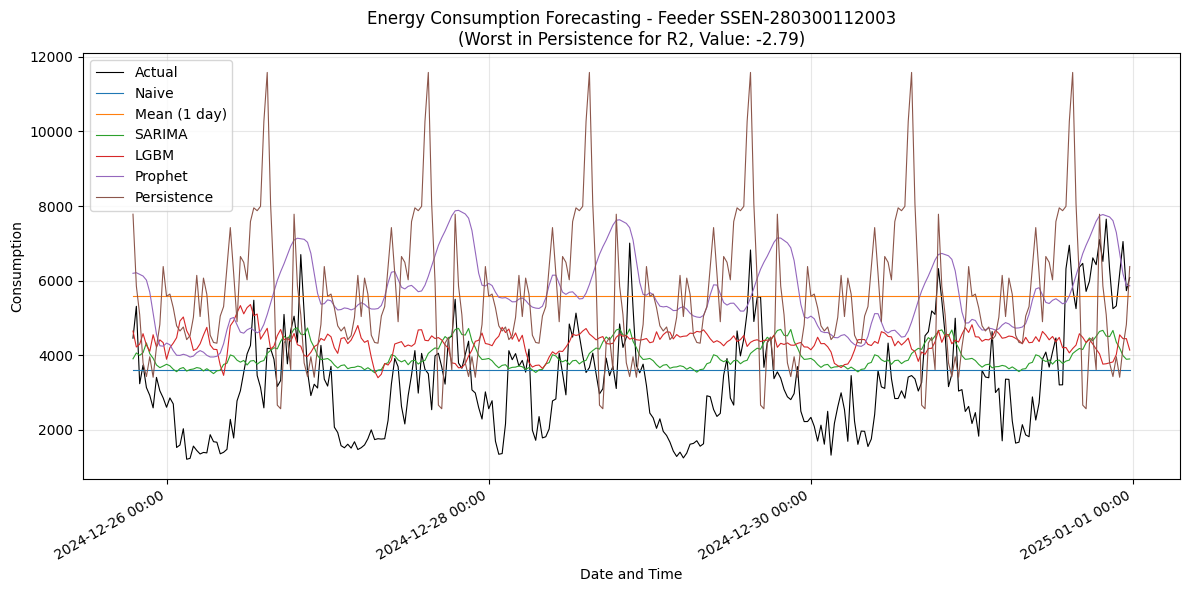 Energy Consumption Forecasting - Feeder SSEN-280300112003
(Worst in Persistence for R2, Value: -2.79)
Consumption
12000
10000
8000
6000
4000
2000
Actual
Naive
Mean (1 day)
SARIMA
LGBM
Prophet
Persistence
2024-12-26 00:00
2024-12-28 00:00
2024-12-30 00:00
2025-01-01 00:00
Date and Time